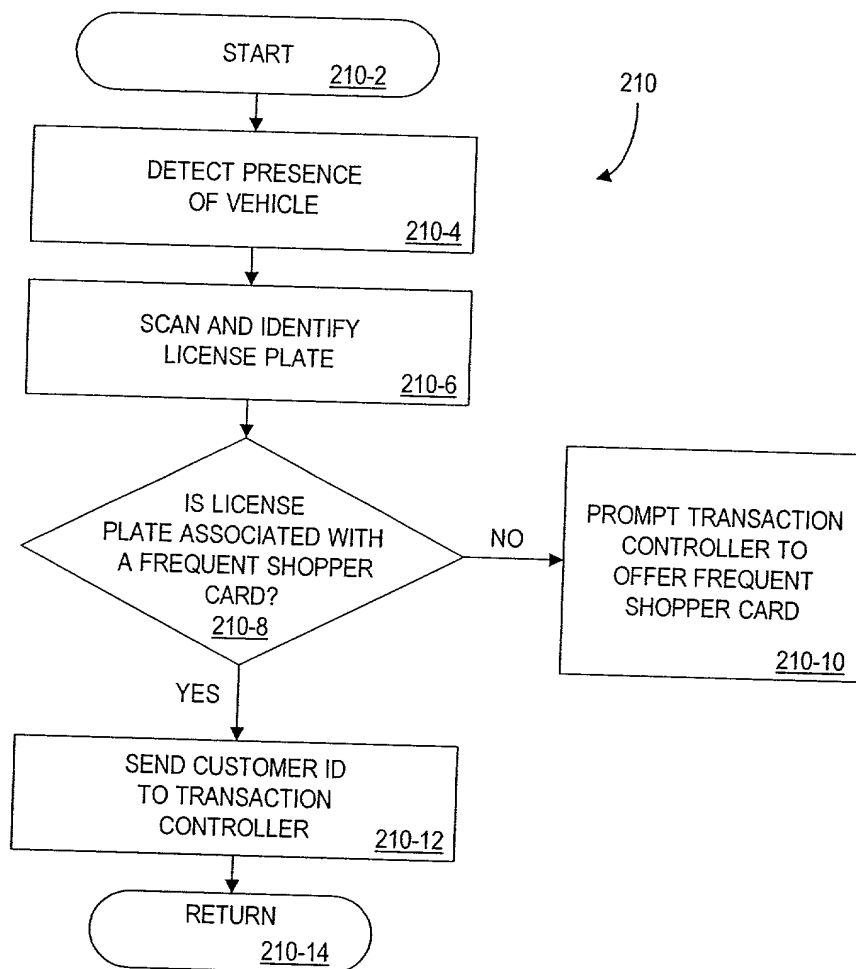 START
210-2
210
DETECT PRESENCE
OF VEHICLE
210-4
SCAN AND IDENTIFY
LICENSE PLATE
210-6
IS LICENSE
PLATE ASSOCIATED WITH
A FREQUENT SHOPPER
CARD?
210-8
NO
PROMPT TRANSACTION
CONTROLLER TO
OFFER FREQUENT
SHOPPER CARD
210-10
YES
SEND CUSTOMER ID
TO TRANSACTION
CONTROLLER
210-12
RETURN
210-14